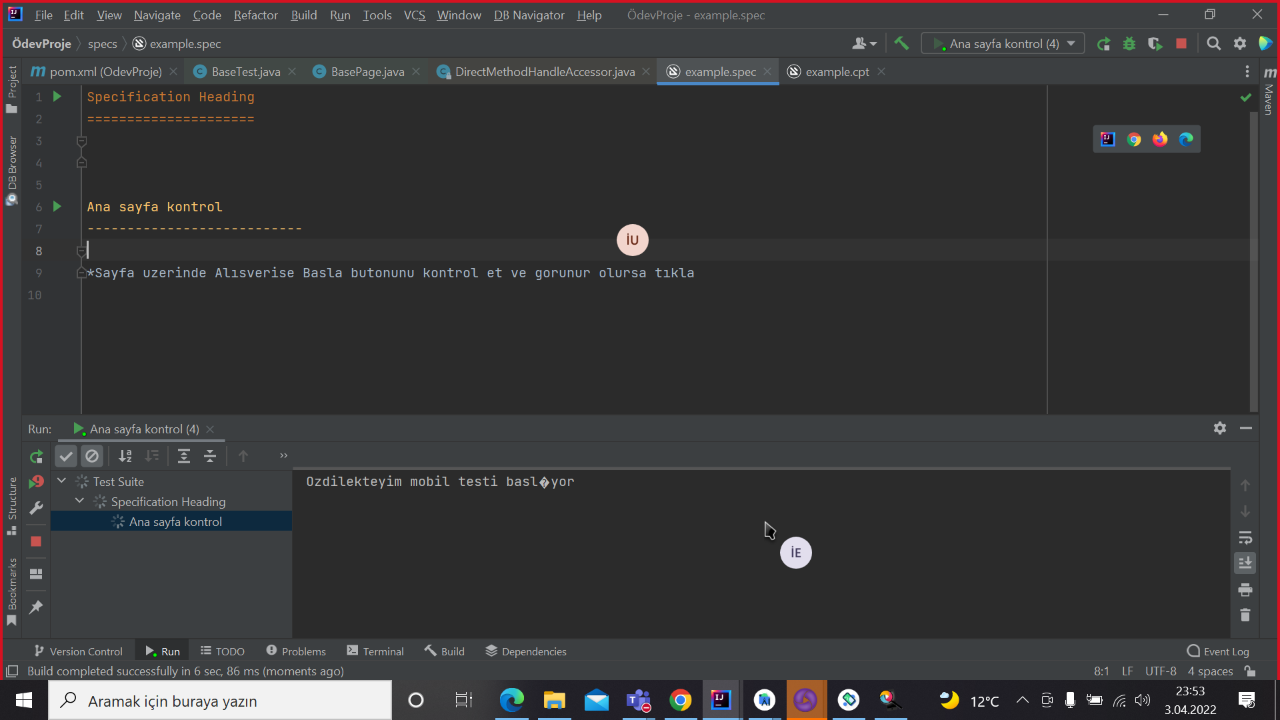 File Edit View Navigate Code Refactor Build Run Tools VCS Window DB Navigator Help ÖdevProje - example.spec
ÖdevProje specs example.spec Ana sayfa kontrol (4)
pom.xml (OdevProje) BaseTest.java BasePage.java DirectMethodHandleAccessor.java example.spec example.cpt
Project
DB Browser
Maven
1 Specification Heading
2 =====================
3
4
5
6 Ana sayfa kontrol
7 ---------------------------
8
9 *Sayfa uzerinde Alısverise Basla butonunu kontrol et ve gorunur olursa tıkla
10
İU
Run: Ana sayfa kontrol (4)
Test Suite
Specification Heading
Ana sayfa kontrol
Ozdilekteyim mobil testi basl�yor
İE
Structure
Bookmarks
Version Control Run TODO Problems Terminal Build Dependencies Event Log
Build completed successfully in 6 sec, 86 ms (moments ago) 8:1 LF UTF-8 4 spaces
Aramak için buraya yazın 12°C 23:53
3.04.2022